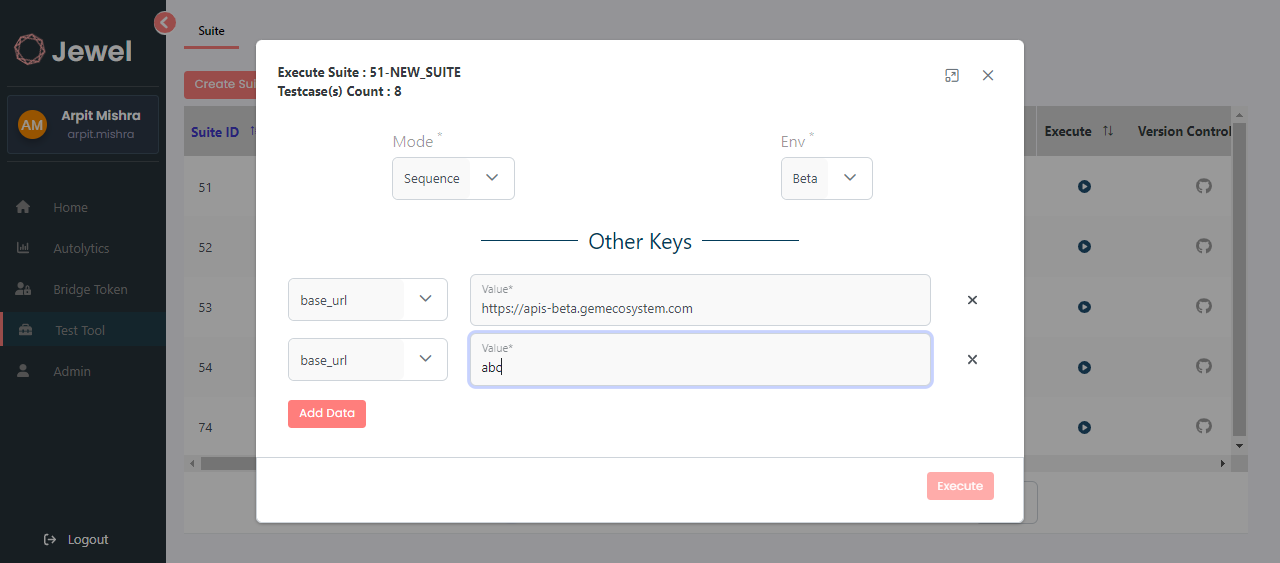 Jewel
AM
Arpit Mishra
arpit.mishra
Home
Autolytics
Bridge Token
Test Tool
Admin
Logout
Suite
Create Sui
Suite ID
Execute
Version Control
51
52
53
54
74
Execute Suite : 51-NEW_SUITE
Testcase(s) Count : 8
Mode *
Env *
Sequence
Beta
Other Keys
base_url
Value*
https://apis-beta.gemecosystem.com
base_url
Value*
abc
Add Data
Execute